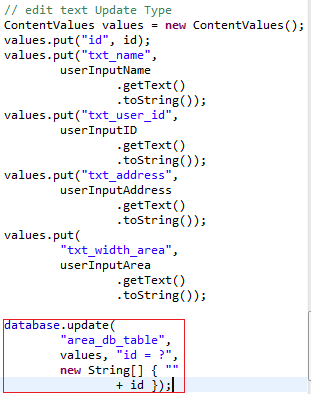 // edit text Update Type
ContentValues values = new ContentValues();
values.put("id", id);
values.put("txt_name",
userInputName
.getText()
.toString());
values.put("txt_user_id",
userInputID
.getText()
.toString());
values.put("txt_address",
userInputAddress
.getText()
.toString());
values.put(
"txt_width_area",
userInputArea
.getText()
.toString());
database.update(
"area_db_table",
values, "id = ?",
new String[] { ""
+ id });